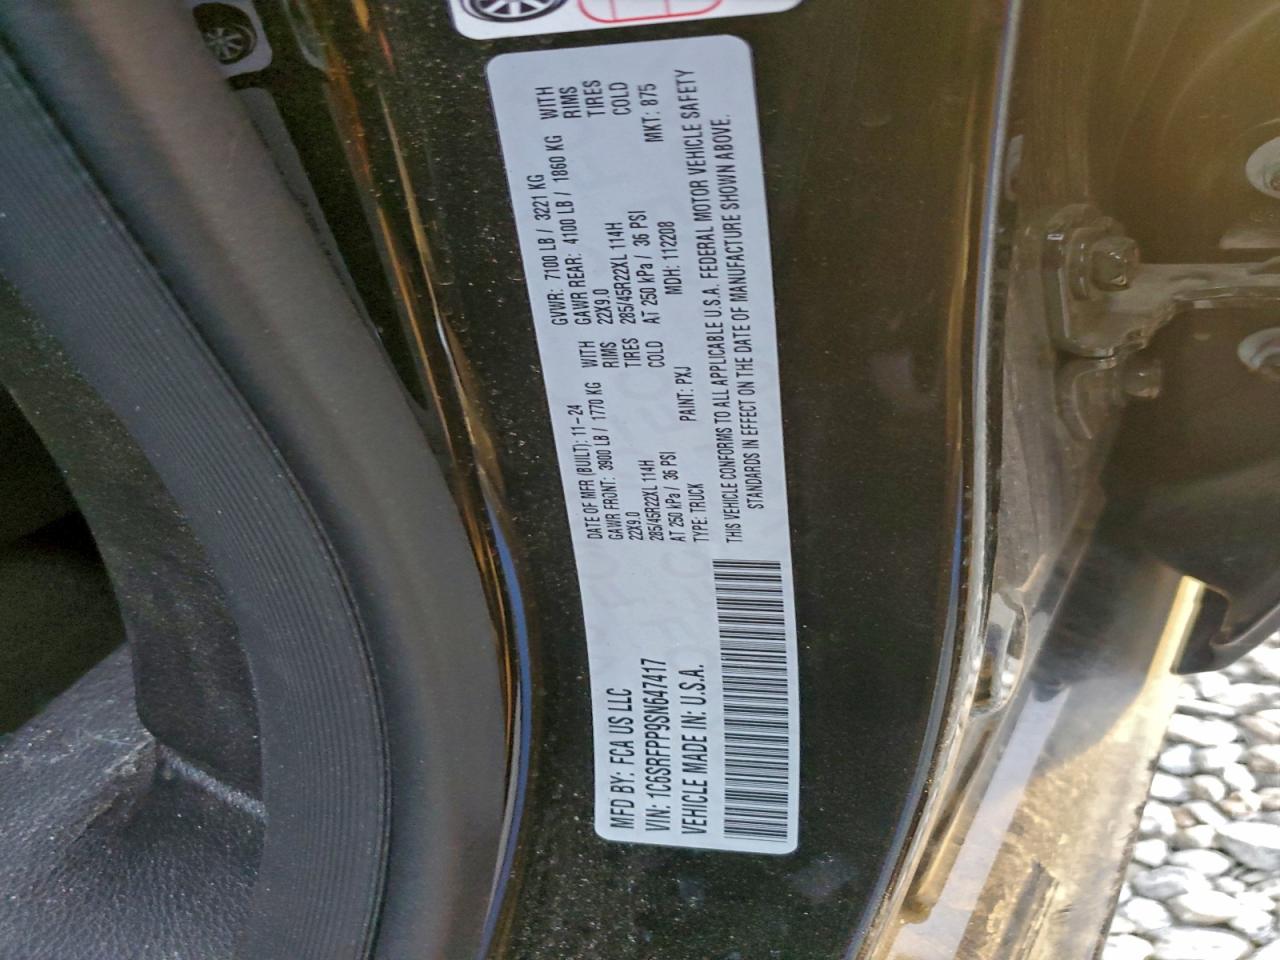 MFD BY: FCA US LLC
VIN: 1C6SRFPP9SN647417
VEHICLE MADE IN: U.S.A.
DATE OF MFR (BUILT): 11-24
GAWR FRONT: 3900 LB / 1770 KG WITH
22X9.0 RIMS
285/45R22XL 114H TIRES
AT 250 kPa / 36 PSI COLD
TYPE: TRUCK PAINT: PXJ
GVWR: 7100 LB / 3221 KG
GAWR REAR: 4100 LB / 1860 KG WITH
22X9.0 RIMS
285/45R22XL 114H TIRES
AT 250 kPa / 36 PSI COLD
MDH: 112208 MKT: 875
THIS VEHICLE CONFORMS TO ALL APPLICABLE U.S.A. FEDERAL MOTOR VEHICLE SAFETY
STANDARDS IN EFFECT ON THE DATE OF MANUFACTURE SHOWN ABOVE.